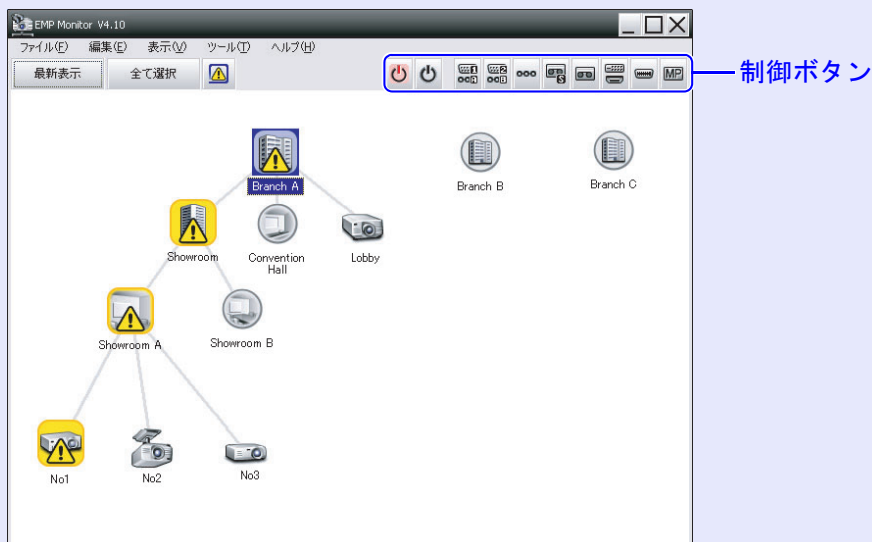 EMP Monitor V4.10
ファイル(F) 編集(E) 表示(V) ツール(T) ヘルプ(H)
最新表示 全て選択 MP
制御ボタン
Branch A
Branch B
Branch C
Showroom
Convention
Hall
Lobby
Showroom A
Showroom B
No1
No2
No3